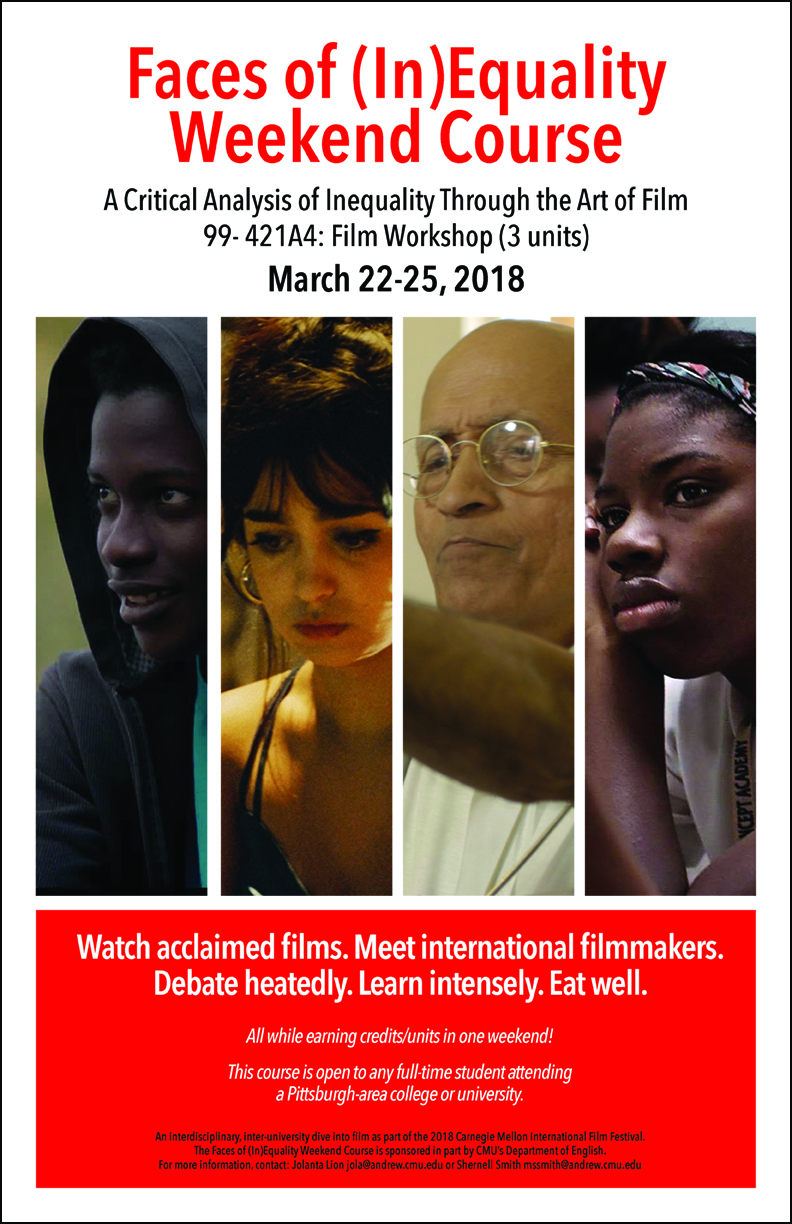 Faces of (In)Equality
Weekend Course
A Critical Analysis of Inequality Through the Art of Film
99- 421A4: Film Workshop (3 units)
March 22-25, 2018
NCEPT ACADEMY
Watch acclaimed films. Meet international filmmakers.
Debate heatedly. Learn intensely. Eat well.
All while earning credits/units in one weekend!
This course is open to any full-time student attending
a Pittsburgh-area college or university.
An interdisciplinary, inter-university dive into film as part of the 2018 Carnegie Mellon International Film Festival.
The Faces of (In)Equality Weekend Course is sponsored in part by CMU's Department of English.
For more information, contact: Jolanta Lion jola@andrew.cmu.edu or Shernell Smith mssmith@andrew.cmu.edu